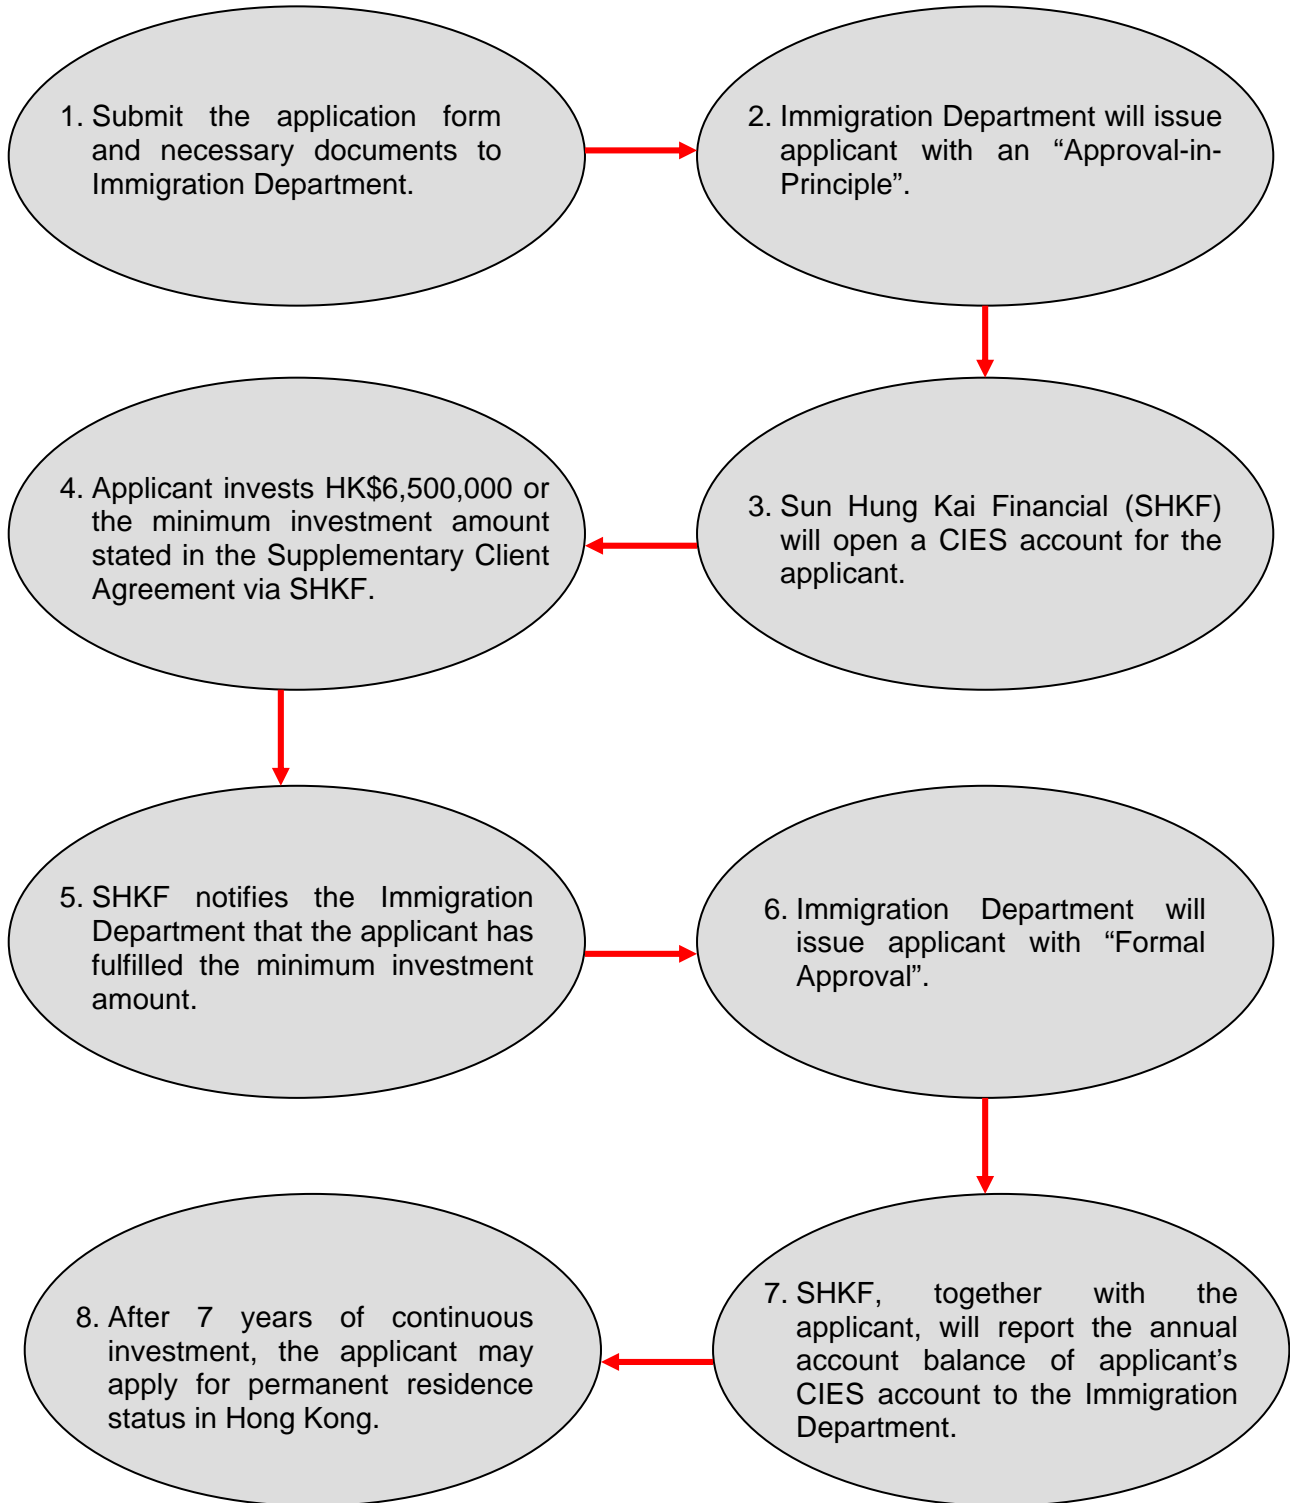 1. Submit the application form
and necessary documents to
Immigration Department.
2. Immigration Department will issue
applicant with an “Approval-in-
Principle”.
3. Sun Hung Kai Financial (SHKF)
will open a CIES account for the
applicant.
4. Applicant invests HK$6,500,000 or
the minimum investment amount
stated in the Supplementary Client
Agreement via SHKF.
5. SHKF notifies the Immigration
Department that the applicant has
fulfilled the minimum investment
amount.
6. Immigration Department will
issue applicant with “Formal
Approval”.
7. SHKF, together with the
applicant, will report the annual
account balance of applicant’s
CIES account to the Immigration
Department.
8. After 7 years of continuous
investment, the applicant may
apply for permanent residence
status in Hong Kong.